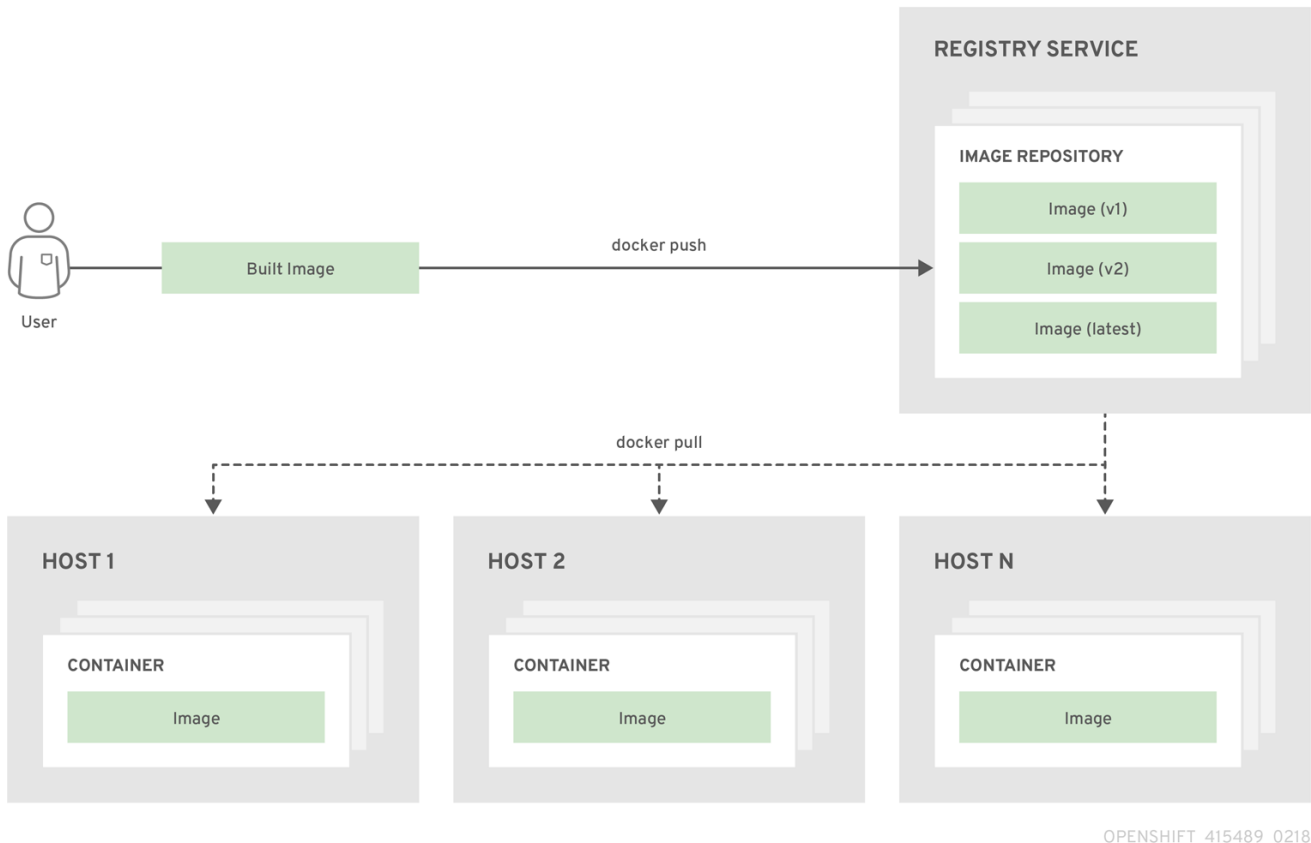 REGISTRY SERVICE
IMAGE REPOSITORY
Image (v1)
Image (v2)
Image (latest)
docker push
Built Image
User
docker pull
HOST 1
CONTAINER
Image
HOST 2
CONTAINER
Image
HOST N
CONTAINER
Image
OPENSHIFT 415489 0218